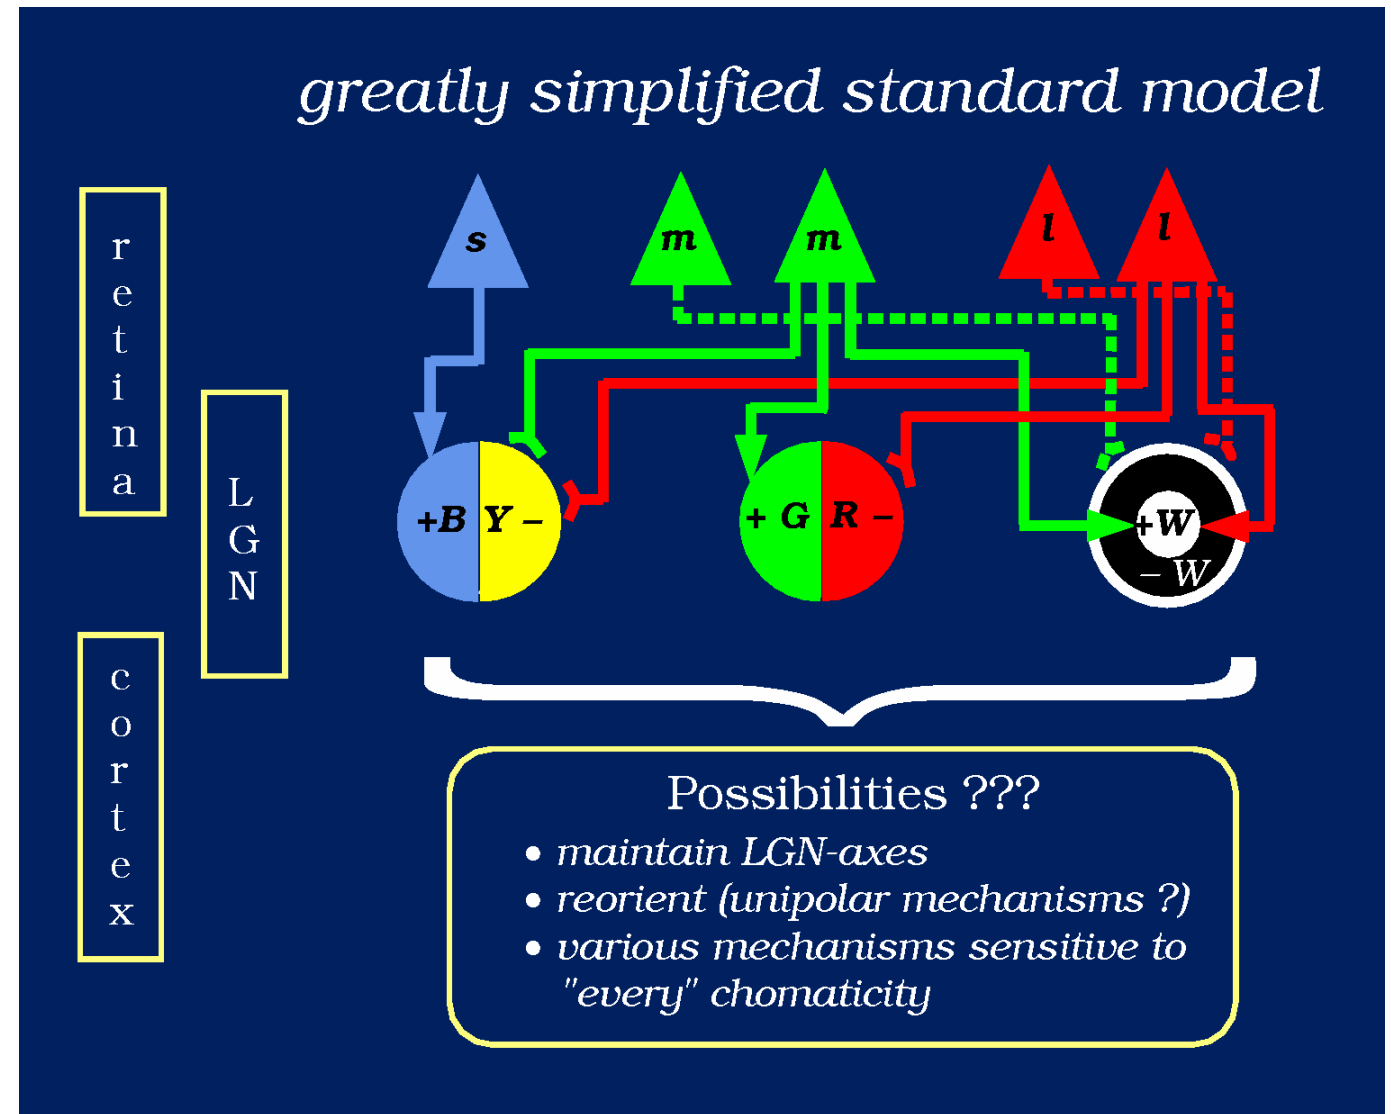 greatly simplified standard model
retina
LGN
cortex
s
m
m
l
l
+B Y –
+ G R –
+W
– W
Possibilities ???
• maintain LGN-axes
• reorient (unipolar mechanisms ?)
• various mechanisms sensitive to
"every" chomaticity